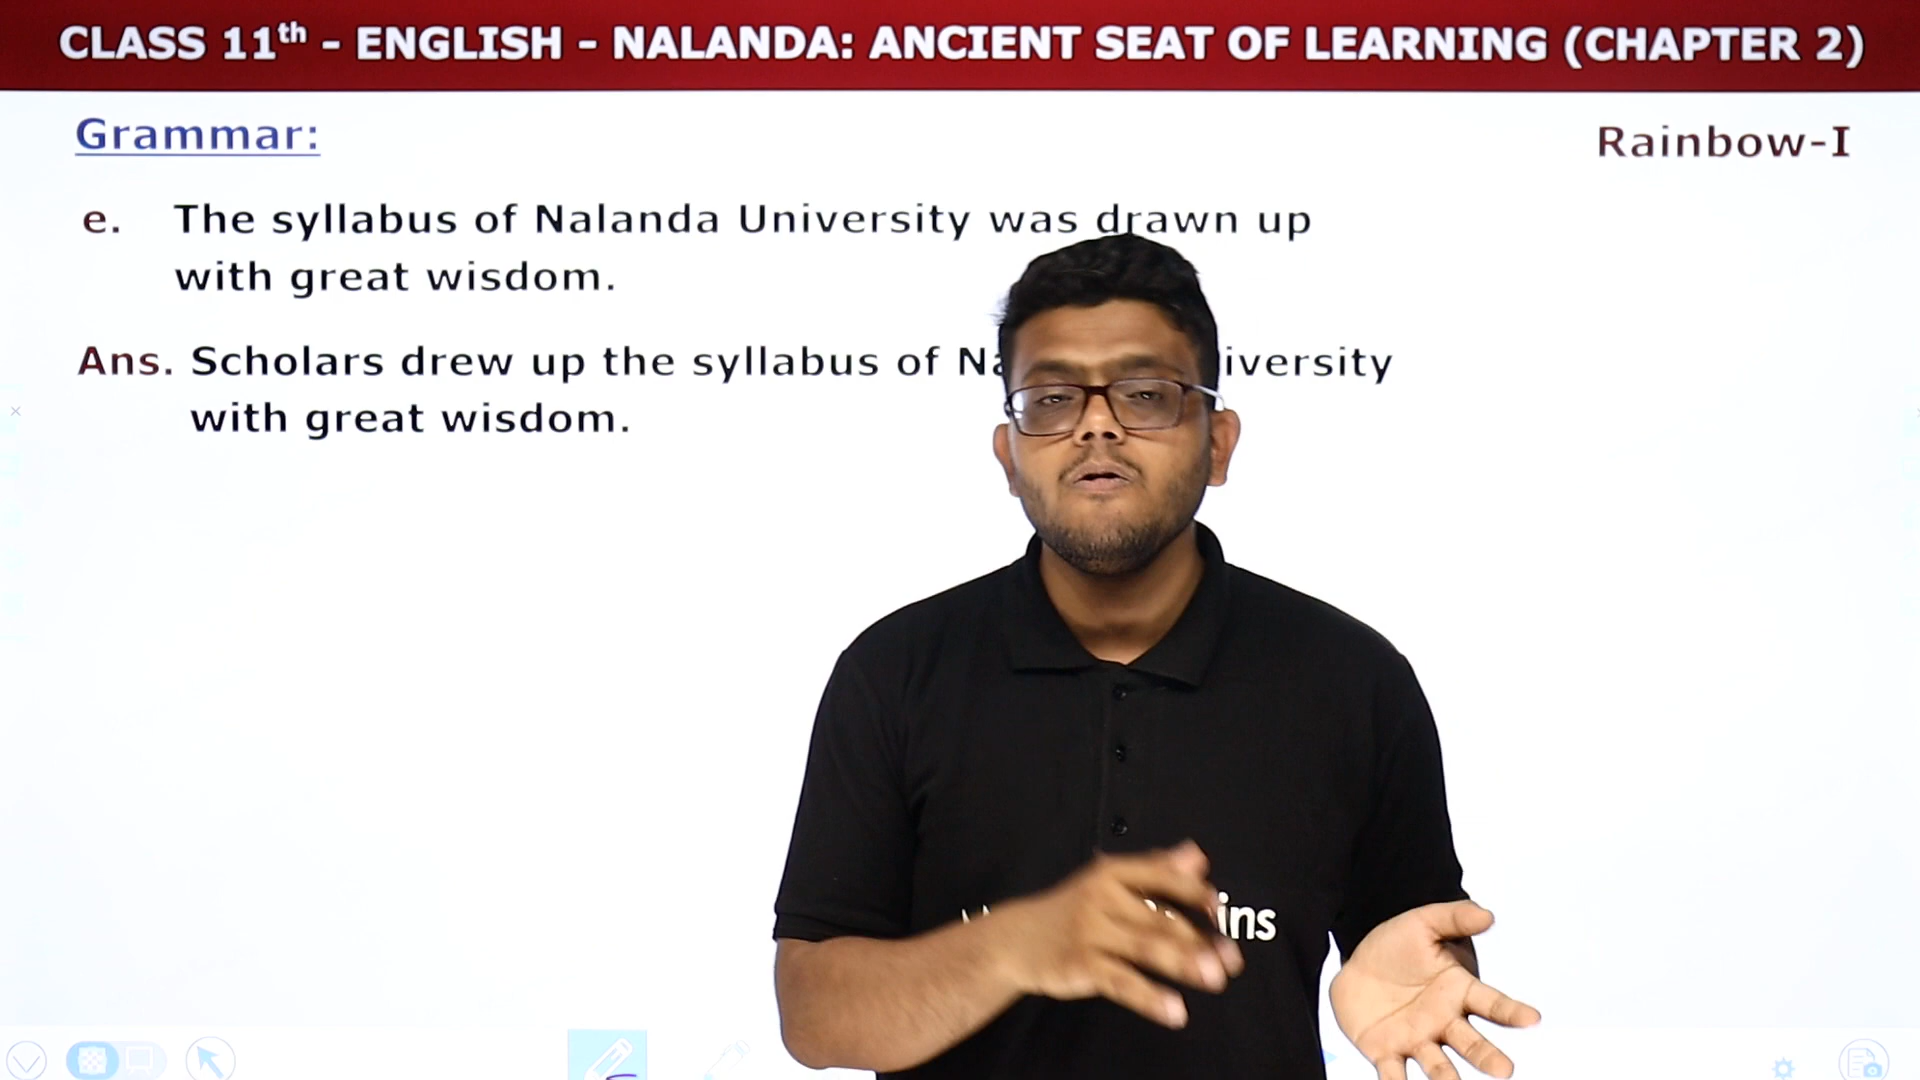 CLASS 11th - ENGLISH - NALANDA: ANCIENT SEAT OF LEARNING (CHAPTER 2)
Grammar:
Rainbow-I
e. The syllabus of Nalanda University was drawn up
with great wisdom.
Ans. Scholars drew up the syllabus of
with great wisdom.